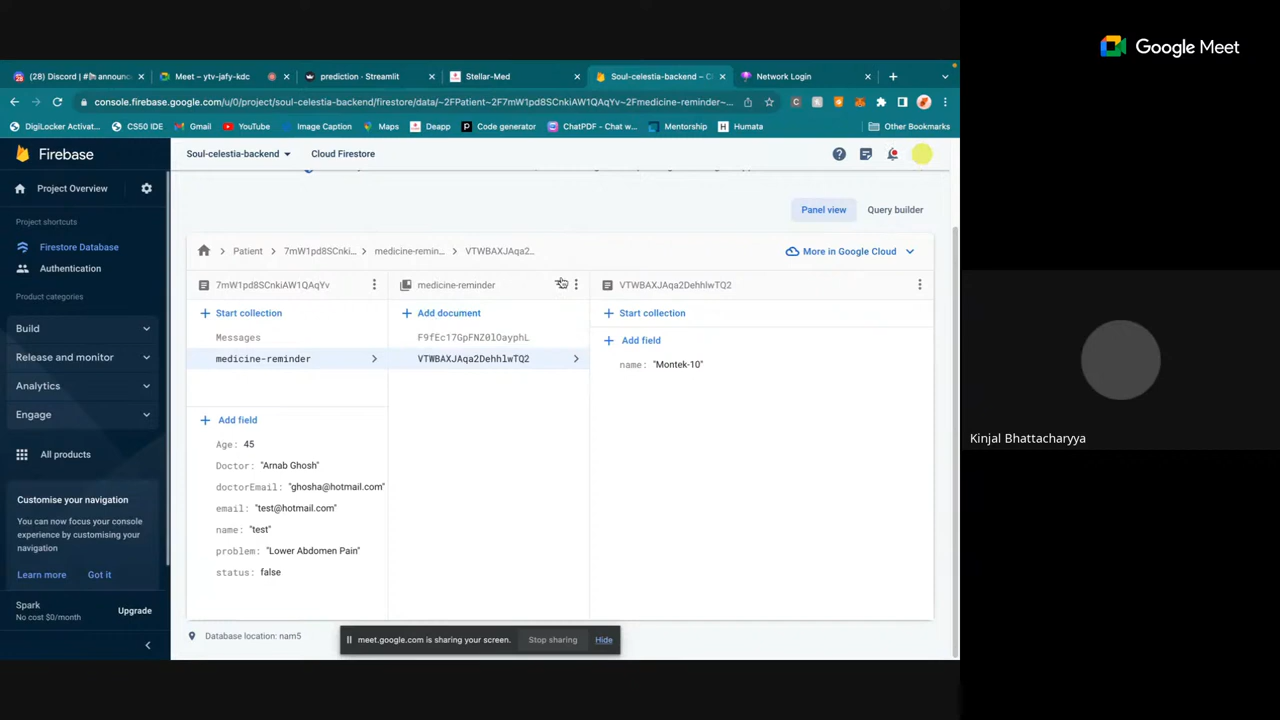 Google Meet
(28) Discord | #
Meet – ytv-jafy-kdc
prediction · Streamlit
Stellar-Med
Soul-celestia-backend – C
Network Login
console.firebase.google.com/u/0/project/soul-celestia-backend/firestore/data/~2FPatient~2F7mW1pd8SCnkiAW1QAqYv~2Fmedicine-reminder~...
DigiLocker Activat...
CS50 IDE
Gmail
YouTube
Image Caption
Maps
Deapp
Code generator
ChatPDF - Chat w...
Mentorship
Humata
Other Bookmarks
Firebase
Soul-celestia-backend
Cloud Firestore
Project Overview
Project shortcuts
Firestore Database
Authentication
Product categories
Build
Release and monitor
Analytics
Engage
All products
Customise your navigation
You can now focus your console
experience by customising your
navigation
Learn more
Got it
Spark
No cost $0/month
Upgrade
Panel view
Query builder
Patient
7mW1pd8SCnki...
medicine-remin...
VTWBAXJAqa2...
More in Google Cloud
7mW1pd8SCnkiAW1QAqYv
medicine-reminder
VTWBAXJAqa2DehhlwTQ2
Start collection
Add document
Start collection
Messages
F9fEc17GpFNZ0lOayphL
Add field
medicine-reminder
VTWBAXJAqa2DehhlwTQ2
name: "Montek-10"
Add field
Age: 45
Doctor: "Arnab Ghosh"
doctorEmail: "ghosha@hotmail.com"
email: "test@hotmail.com"
name: "test"
problem: "Lower Abdomen Pain"
status: false
Database location: nam5
meet.google.com is sharing your screen.
Stop sharing
Hide
Kinjal Bhattacharyya